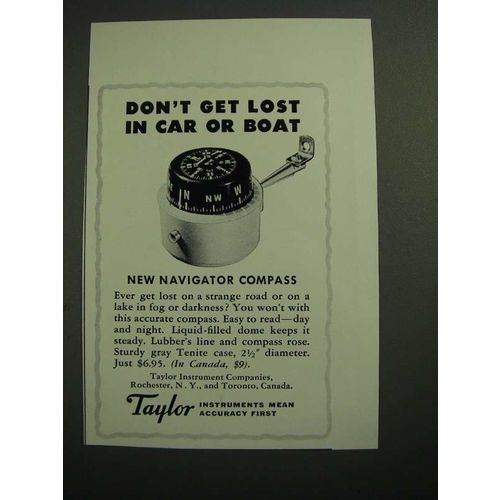 DON'T GET LOST
IN CAR OR BOAT
N NW W
NEW NAVIGATOR COMPASS
Ever get lost on a strange road or on a
lake in fog or darkness? You won't with
this accurate compass. Easy to read—day
and night. Liquid-filled dome keeps it
steady. Lubber's line and compass rose.
Sturdy gray Tenite case, 2½" diameter.
Just $6.95. (In Canada, $9).
Taylor Instrument Companies,
Rochester, N. Y., and Toronto, Canada.
Taylor INSTRUMENTS MEAN
ACCURACY FIRST